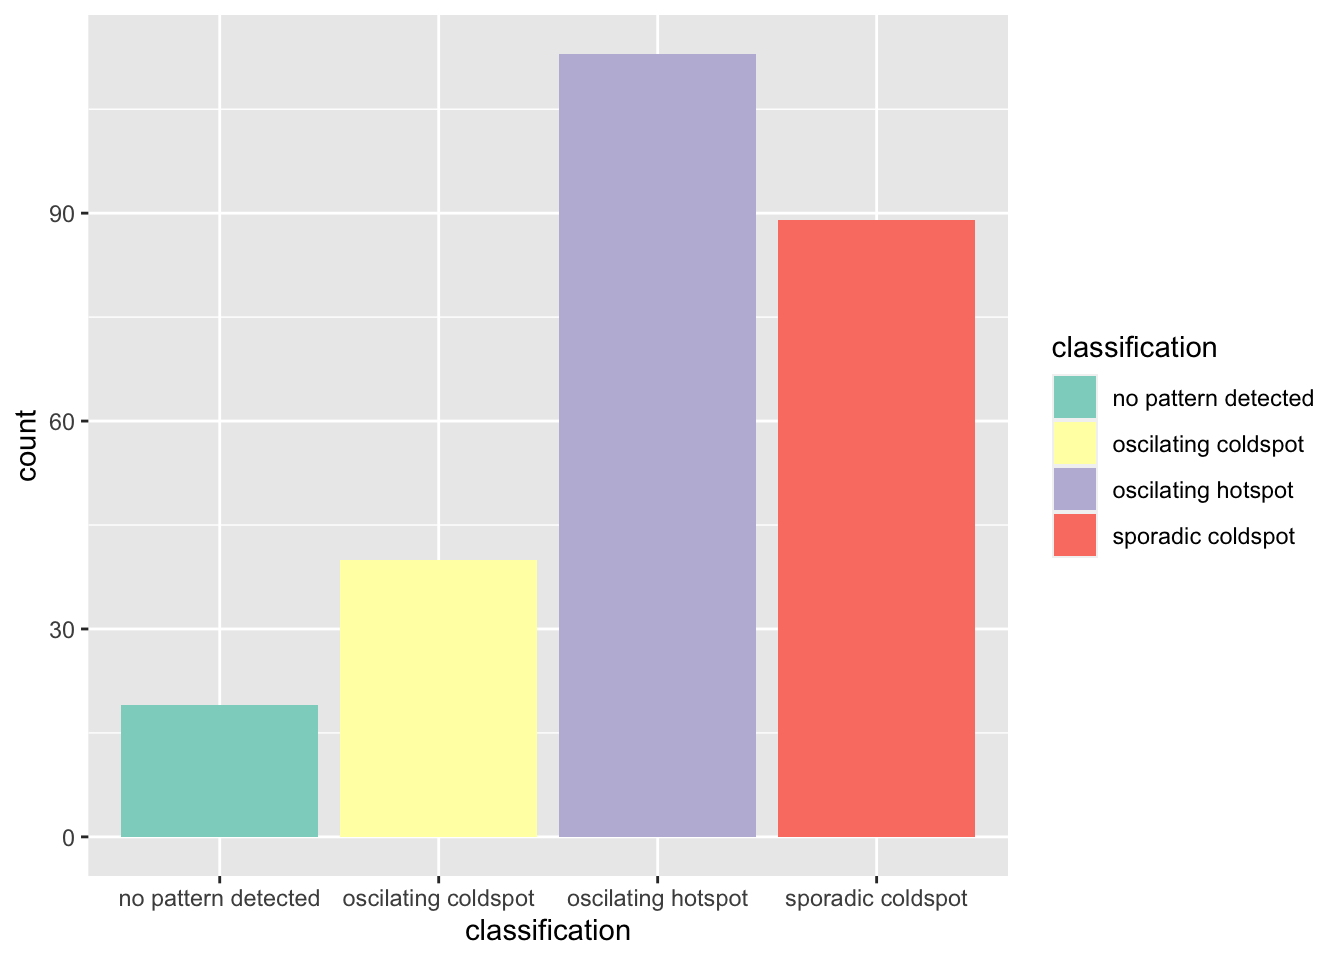 90
60
30
0
count
no pattern detected
oscilating coldspot
oscilating hotspot
sporadic coldspot
classification
classification
no pattern detected
oscilating coldspot
oscilating hotspot
sporadic coldspot